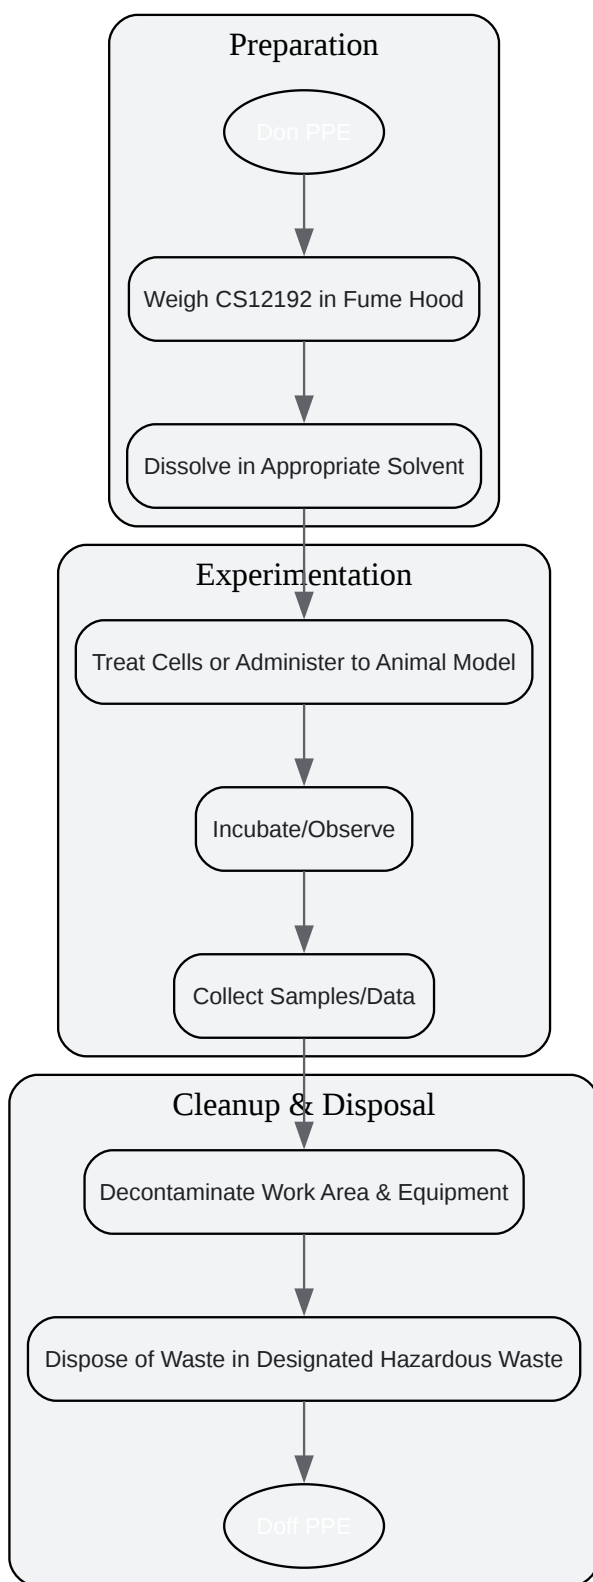 Preparation
Don PPE
Weigh CS12192 in Fume Hood
Dissolve in Appropriate Solvent
Experimentation
Treat Cells or Administer to Animal Model
Incubate/Observe
Collect Samples/Data
Cleanup & Disposal
Decontaminate Work Area & Equipment
Dispose of Waste in Designated Hazardous Waste
Doff PPE